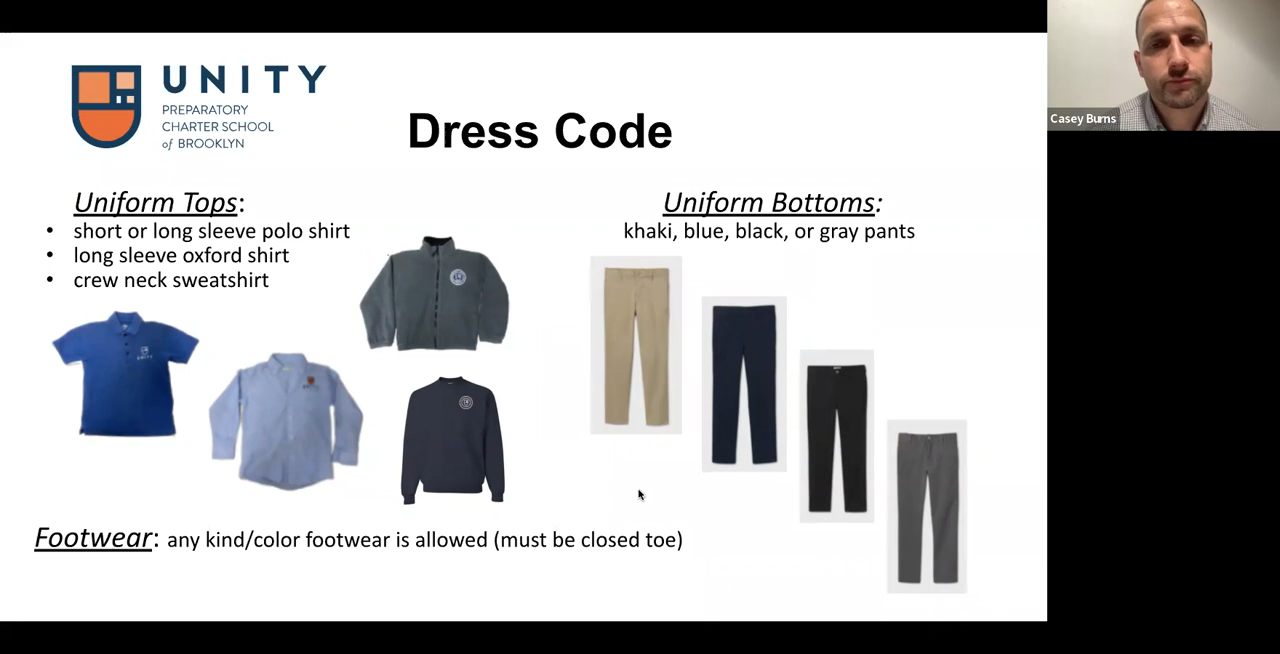 UNITY
PREPARATORY
CHARTER SCHOOL
of BROOKLYN
Dress Code
Casey Burns
Uniform Tops:
• short or long sleeve polo shirt
• long sleeve oxford shirt
• crew neck sweatshirt
Uniform Bottoms:
khaki, blue, black, or gray pants
UNITY
Footwear: any kind/color footwear is allowed (must be closed toe)